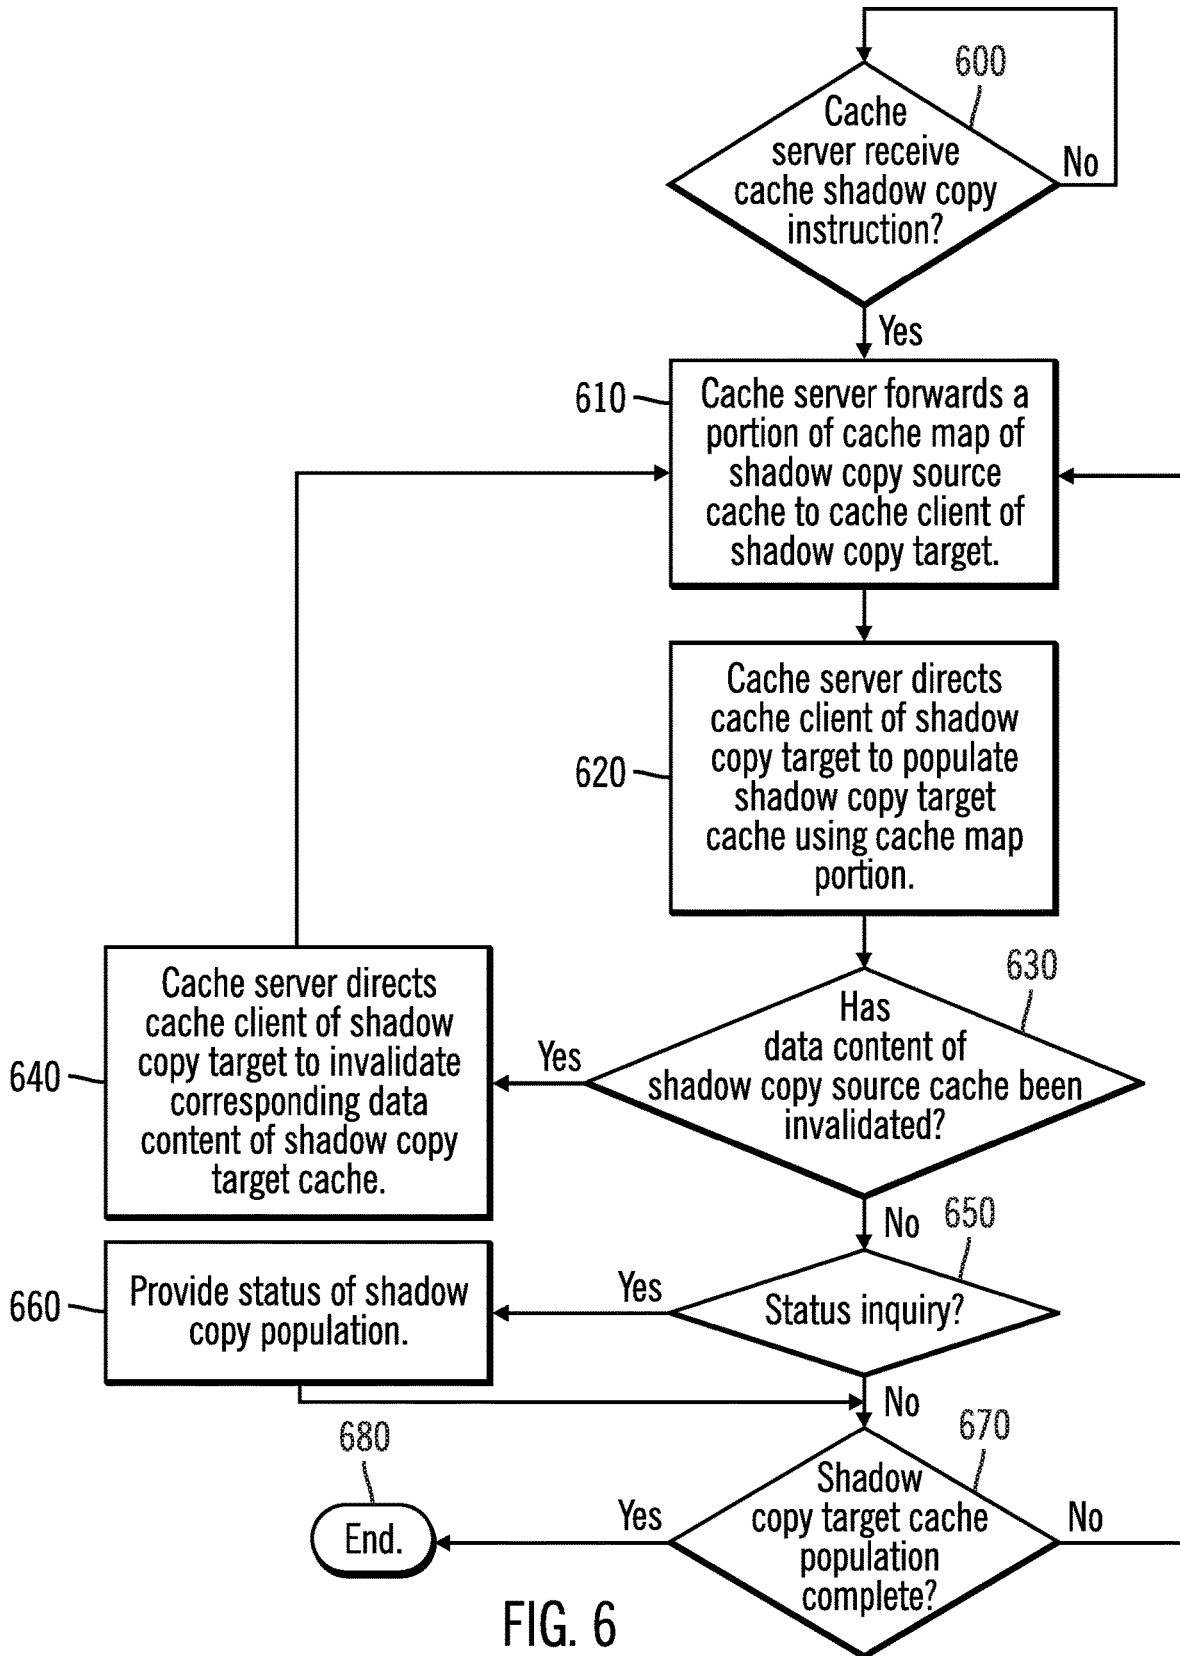 600
Cache
server receive
cache shadow copy
instruction?
No
Yes
610
Cache server forwards a
portion of cache map of
shadow copy source
cache to cache client of
shadow copy target.
620
Cache server directs
cache client of shadow
copy target to populate
shadow copy target
cache using cache map
portion.
630
Has
data content of
shadow copy source cache been
invalidated?
Yes
640
Cache server directs
cache client of shadow
copy target to invalidate
corresponding data
content of shadow copy
target cache.
No
650
Status inquiry?
Yes
660
Provide status of shadow
copy population.
No
670
Shadow
copy target cache
population
complete?
No
Yes
680
End.
FIG. 6